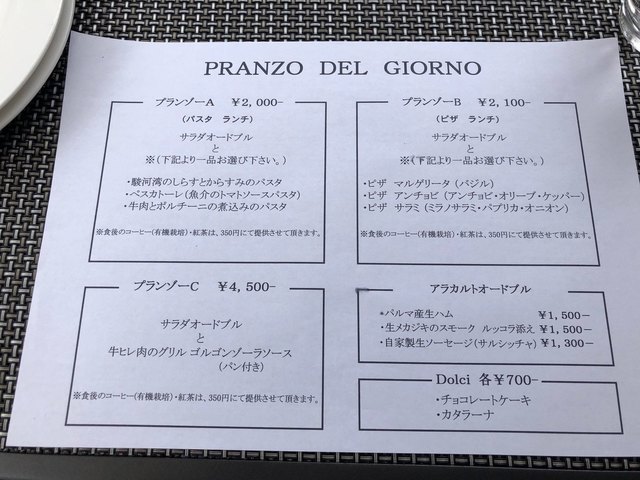 PRANZO DEL GIORNO
プランゾーA ￥2,000-
(パスタ ランチ)
サラダオードブル
と
※(下記より一品お選び下さい。)
・駿河湾のしらすとからすみのパスタ
・ペスカトーレ(魚介のトマトソースパスタ)
・牛肉とポルチーニの煮込みのパスタ
※食後のコーヒー(有機栽培)・紅茶は、350円にて提供させて頂きます。
プランゾーB ￥2,100-
(ピザ ランチ)
サラダオードブル
と
※(下記より一品お選び下さい。)
・ピザ マルゲリータ (バジル)
・ピザ アンチョビ (アンチョビ・オリーブ・ケッパー)
・ピザ サラミ (ミラノサラミ・パプリカ・オニオン)
※食後のコーヒー(有機栽培)・紅茶は、350円にて提供させて頂きます。
プランゾーC ￥4,500-
サラダオードブル
と
牛ヒレ肉のグリル ゴルゴンゾーラソース
(パン付き)
※食後のコーヒー(有機栽培)・紅茶は、350円にて提供させて頂きます。
アラカルトオードブル
*パルマ産生ハム ￥1,500-
・生メカジキのスモーク ルッコラ添え ￥1,500-
・自家製生ソーセージ(サルシッチャ) ￥1,300-
Dolci 各￥700-
・チョコレートケーキ
・カタラーナ